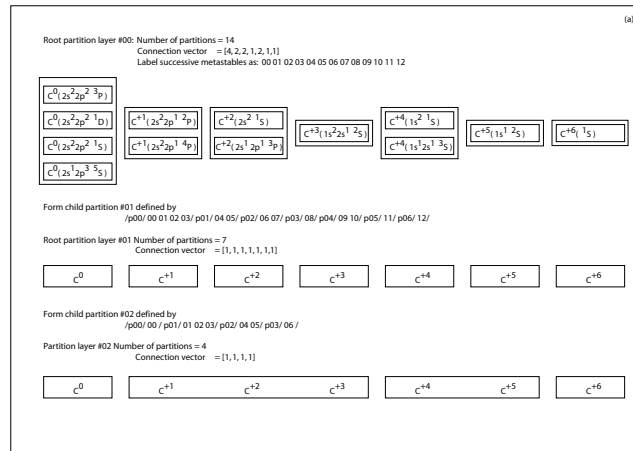 (a)
Root partition layer #00: Number of partitions = 14
Connection vector = [4,2,2,1,2,1,1]
Label successive metastables as: 00 01 02 03 04 05 06 07 08 09 10 11 12
C⁰(2s²2p² ³P)
C⁰(2s²2p² ¹D)
C⁰(2s²2p² ¹S)
C⁰(2s¹2p³ ⁵S)
C⁺¹(2s²2p¹ ²P)
C⁺¹(2s²2p¹ ⁴P)
C⁺²(2s² ¹S)
C⁺²(2s¹2p¹ ³P)
C⁺³(1s²2s¹ ²S)
C⁺⁴(1s² ¹S)
C⁺⁴(1s¹2s¹ ³S)
C⁺⁵(1s¹ ²S)
C⁺⁶(¹S)
Form child partition #01 defined by
/p00/ 00 01 02 03/ p01/ 04 05/ p02/ 06 07/ p03/ 08/ p04/ 09 10/ p05/ 11/ p06/ 12/
Root partition layer #01 Number of partitions = 7
Connection vector = [1,1,1,1,1,1,1]
C⁰ C⁺¹ C⁺² C⁺³ C⁺⁴ C⁺⁵ C⁺⁶
Form child partition #02 defined by
/p00/ 00 / p01/ 01 02 03/ p02/ 04 05/ p03/ 06 /
Partition layer #02 Number of partitions = 4
Connection vector = [1,1,1,1]
C⁰ C⁺¹ C⁺² C⁺³ C⁺⁴ C⁺⁵ C⁺⁶